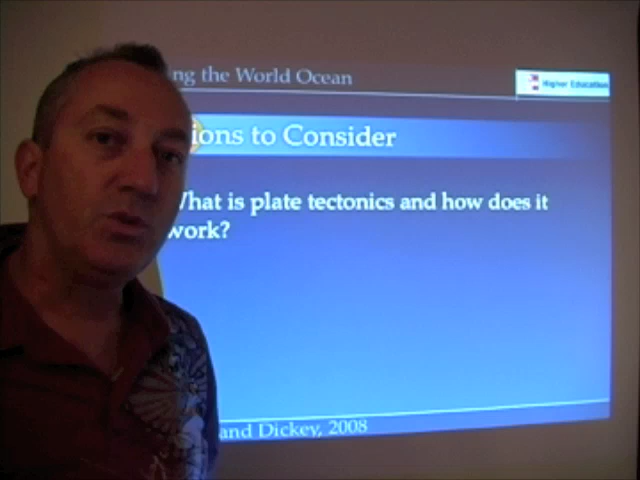 ng the World Ocean
Higher Education
ions to Consider
What is plate tectonics and how does it
work?
and Dickey, 2008